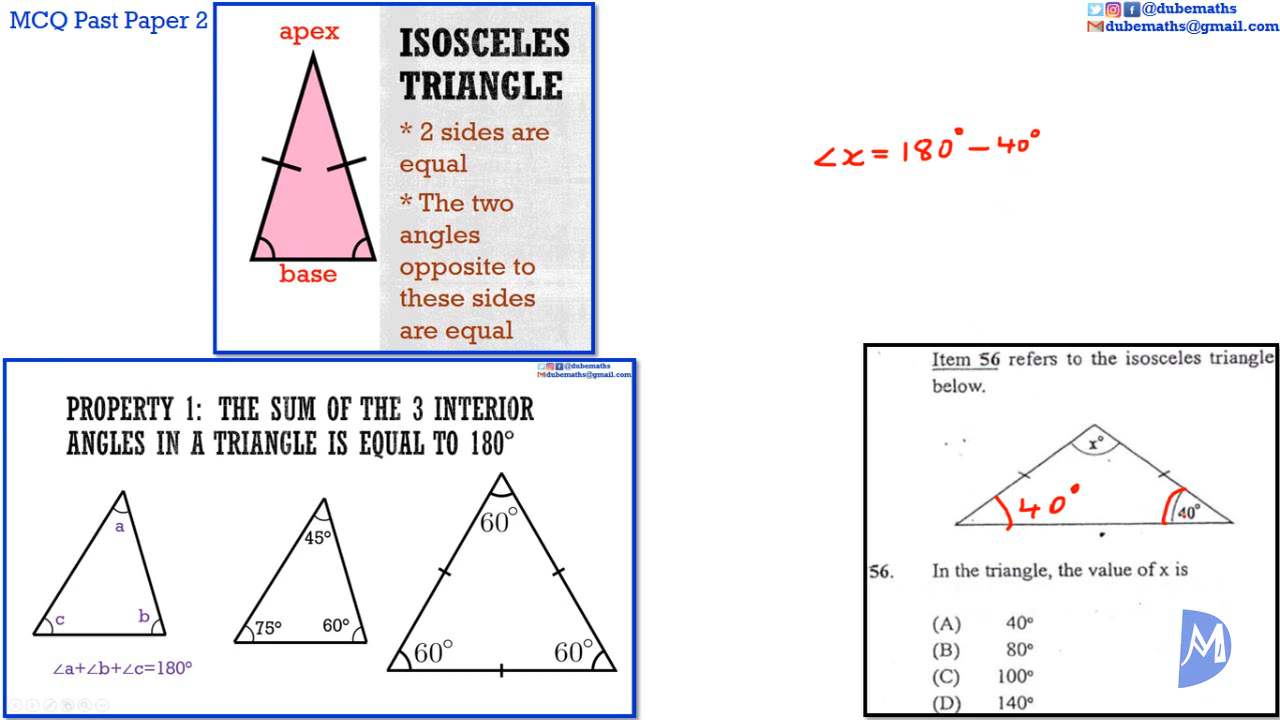 MCQ Past Paper 2
apex
base
ISOSCELES
TRIANGLE
* 2 sides are
equal
* The two
angles
opposite to
these sides
are equal
@dubemaths
dubemaths@gmail.com
∠x = 180° − 40°
@dubemaths
dubemaths@gmail.com
PROPERTY 1: THE SUM OF THE 3 INTERIOR
ANGLES IN A TRIANGLE IS EQUAL TO 180°
a
c
b
∠a+∠b+∠c=180°
45°
75°
60°
60°
60°
60°
Item 56 refers to the isosceles triangle
below.
x°
40°
40°
56. In the triangle, the value of x is
(A) 40°
(B) 80°
(C) 100°
(D) 140°
M